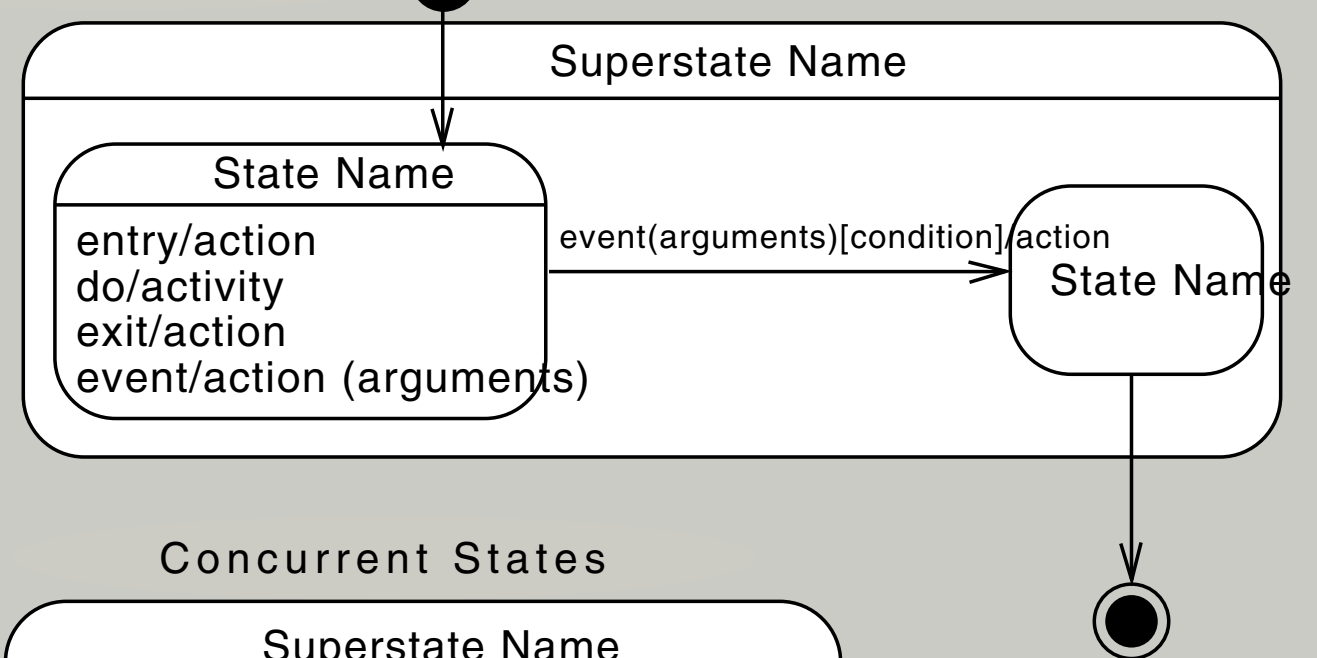 Superstate Name
State Name
entry/action
do/activity
exit/action
event/action (arguments)
event(arguments)[condition]/action
State Name
Concurrent States
Superstate Name